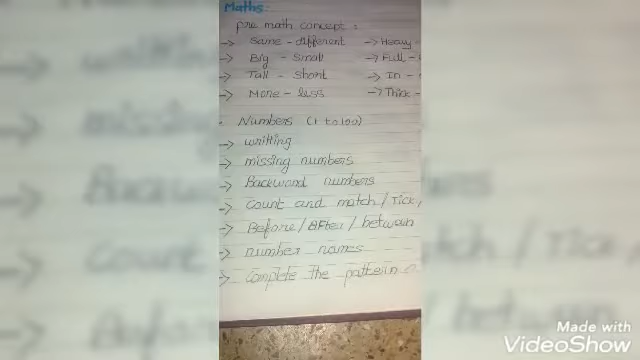 Maths:
pre math concept:
→ Same - different → Heavy -
→ Big - Small → Full -
→ Tall - Short → In -
→ More - less → Thick -
Numbers (1 to 100)
→ writting
→ missing numbers
→ Backward numbers
→ count and match / Tick,
→ Before / After / between
→ number names
→ complete the pattern
Made with
VideoShow